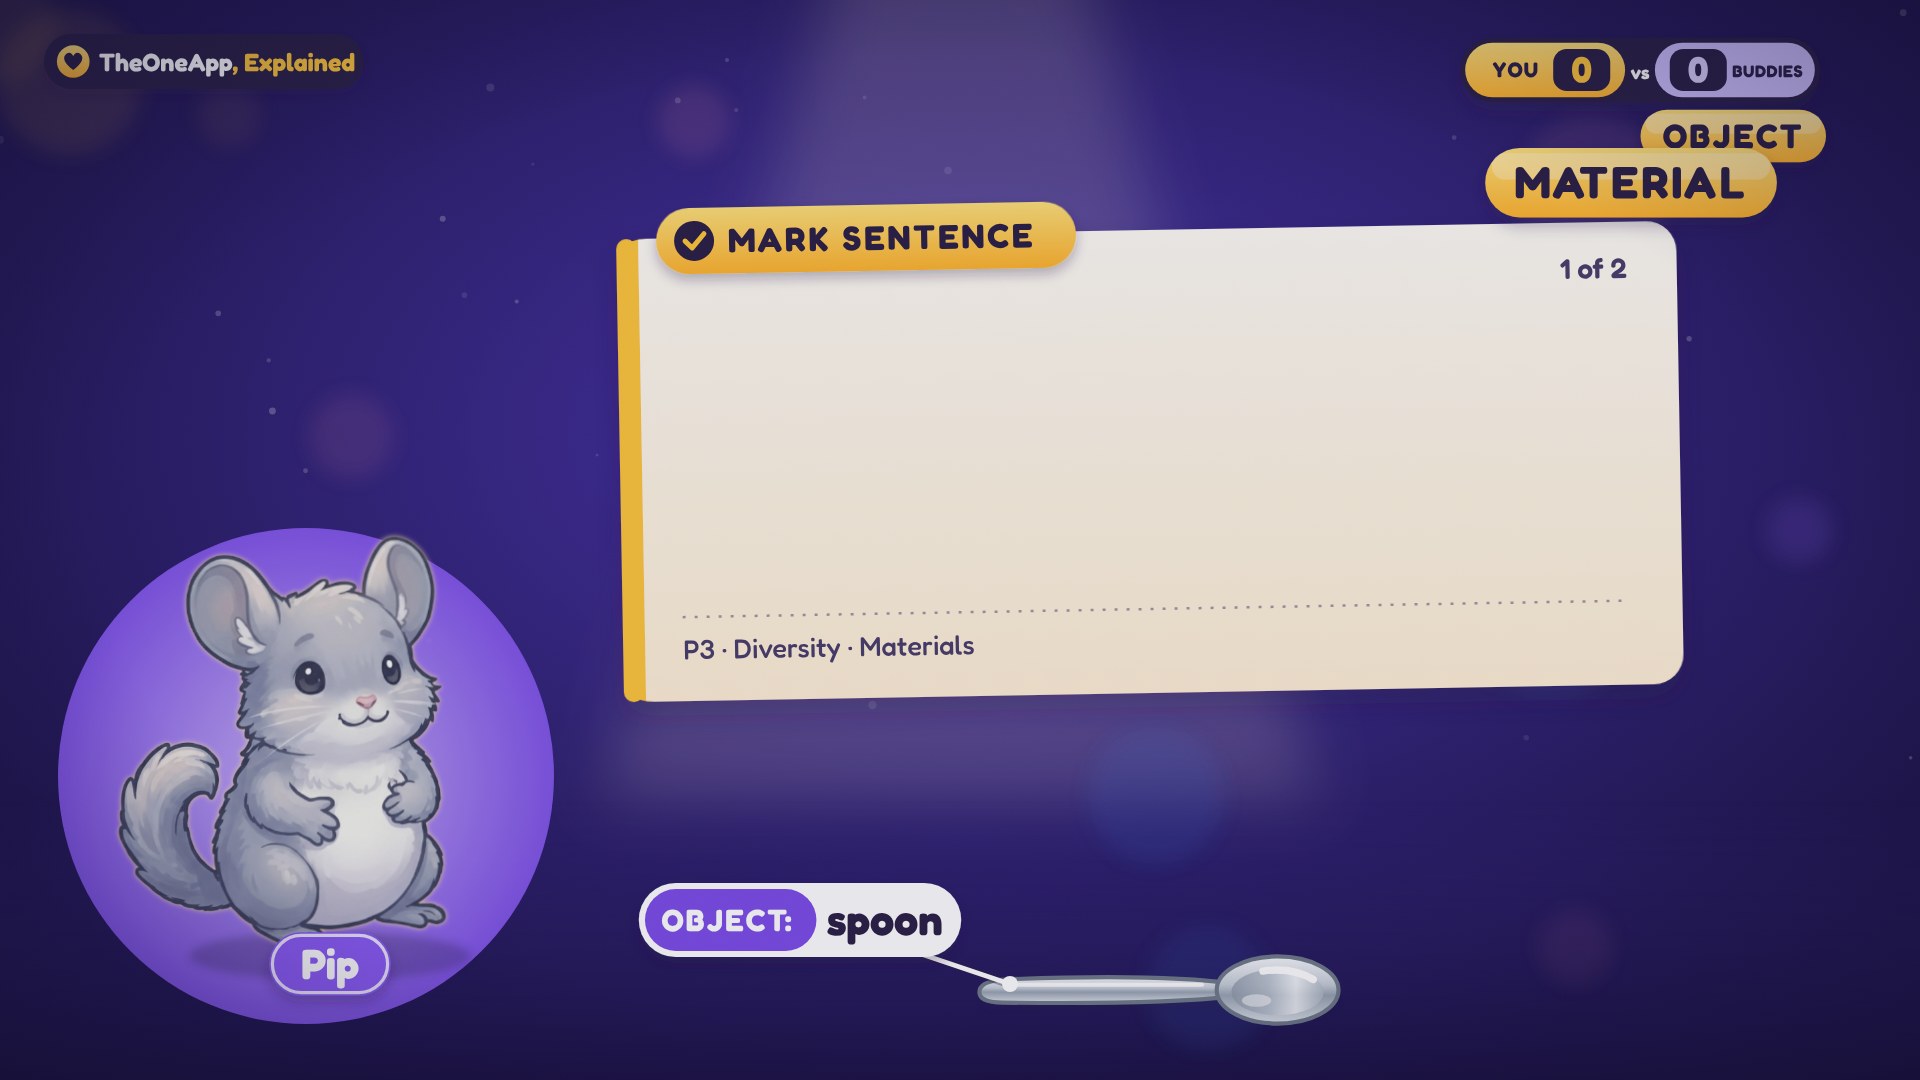 TheOneApp, Explained
YOU 0 vs 0 BUDDIES
OBJECT
MATERIAL
MARK SENTENCE
1 of 2
P3 · Diversity · Materials
Pip
OBJECT: spoon